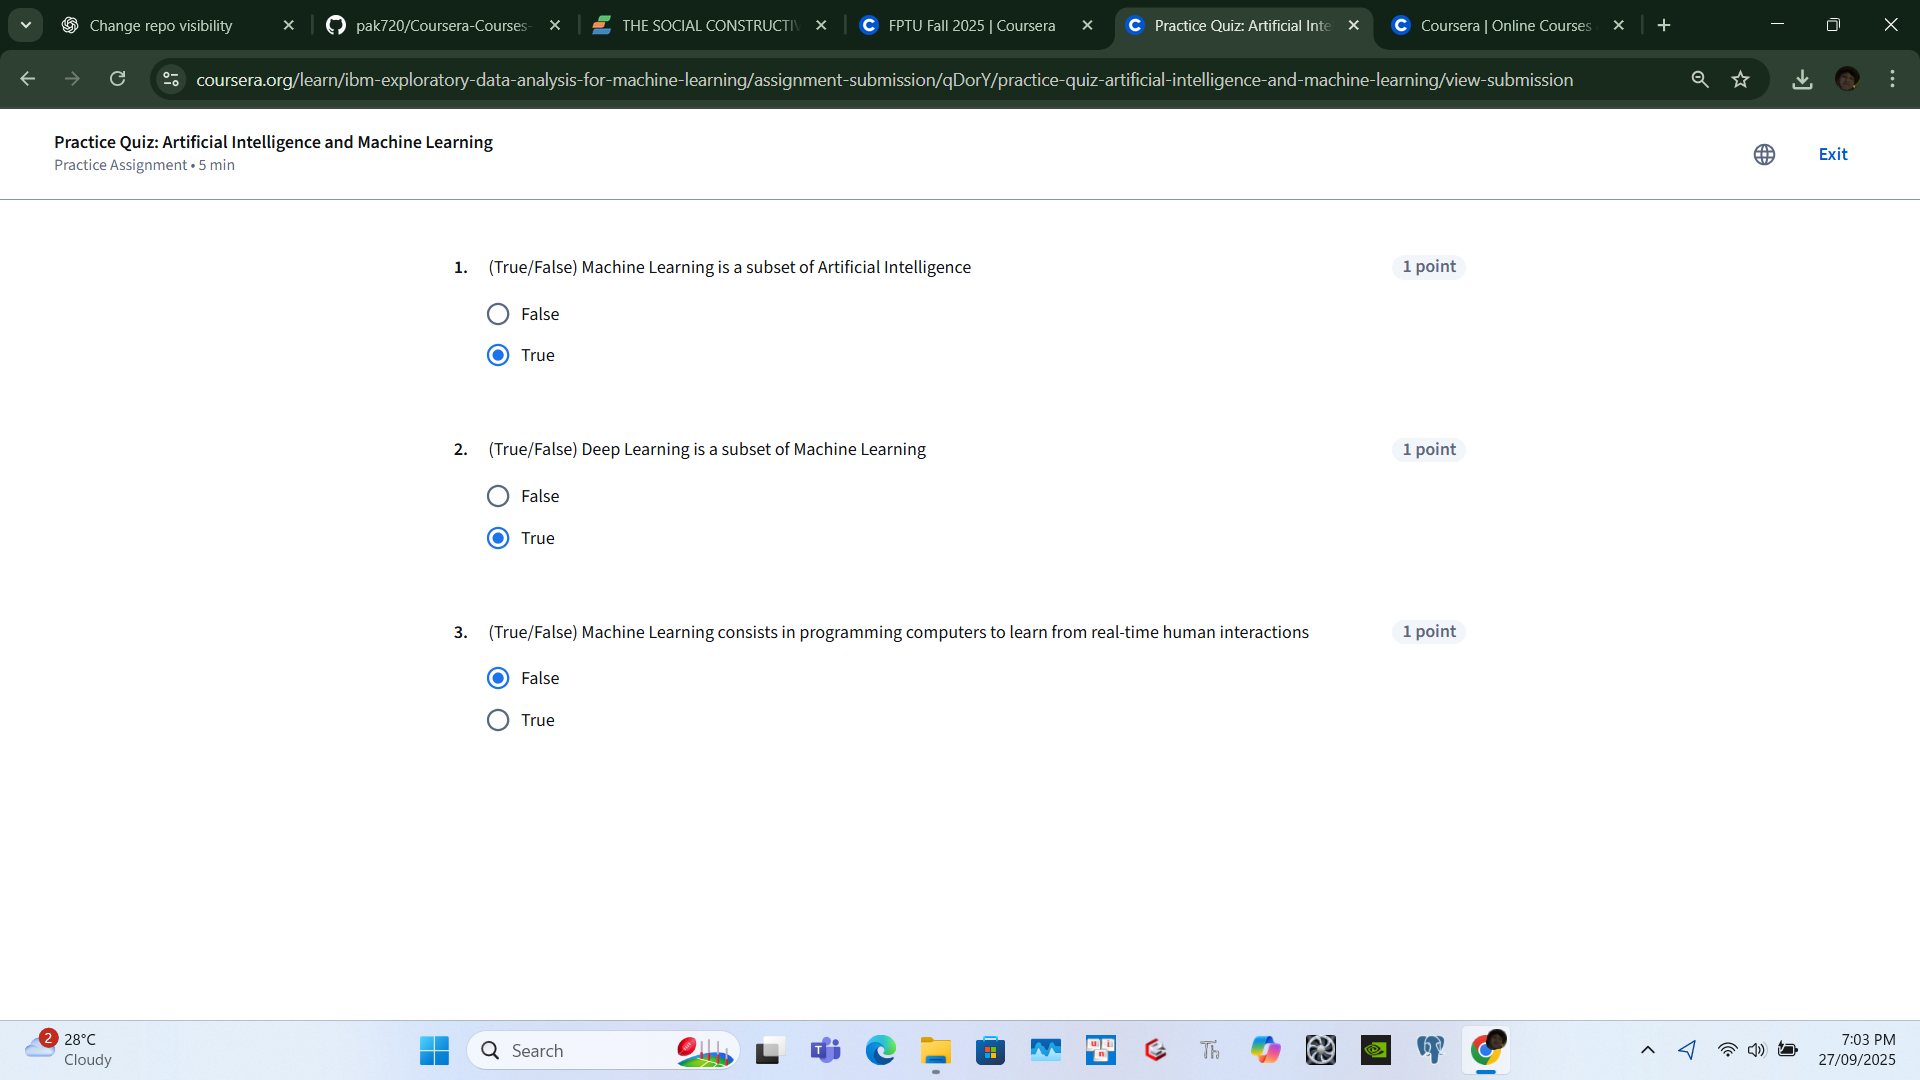 Change repo visibility
pak720/Coursera-Courses-
THE SOCIAL CONSTRUCTIV
FPTU Fall 2025 | Coursera
Practice Quiz: Artificial Inte
Coursera | Online Courses
coursera.org/learn/ibm-exploratory-data-analysis-for-machine-learning/assignment-submission/qDorY/practice-quiz-artificial-intelligence-and-machine-learning/view-submission
Practice Quiz: Artificial Intelligence and Machine Learning
Practice Assignment • 5 min
Exit
1. (True/False) Machine Learning is a subset of Artificial Intelligence
1 point
False
True
2. (True/False) Deep Learning is a subset of Machine Learning
1 point
False
True
3. (True/False) Machine Learning consists in programming computers to learn from real-time human interactions
1 point
False
True
2
28°C
Cloudy
Search
Th
7:03 PM
27/09/2025